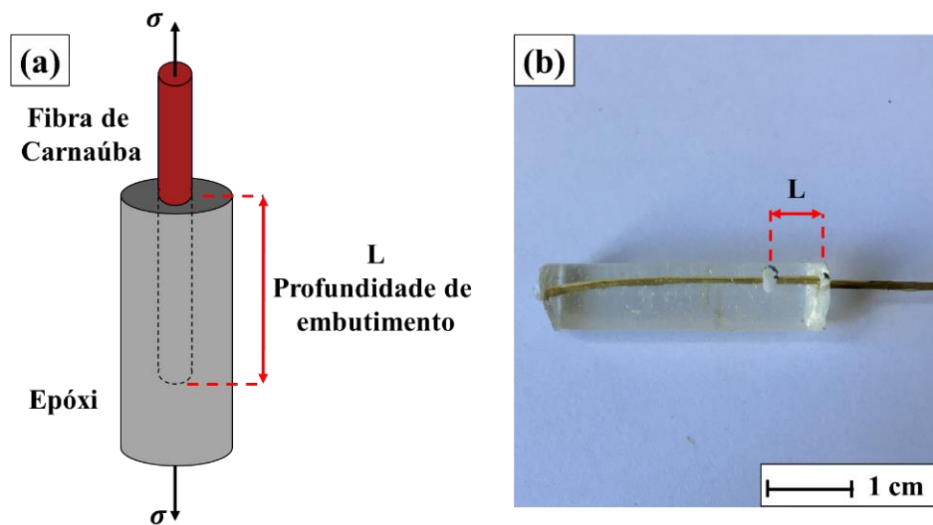 (a)
σ
Fibra de
Carnaúba
L
Profundidade de
embutimento
Epóxi
σ
(b)
L
1 cm